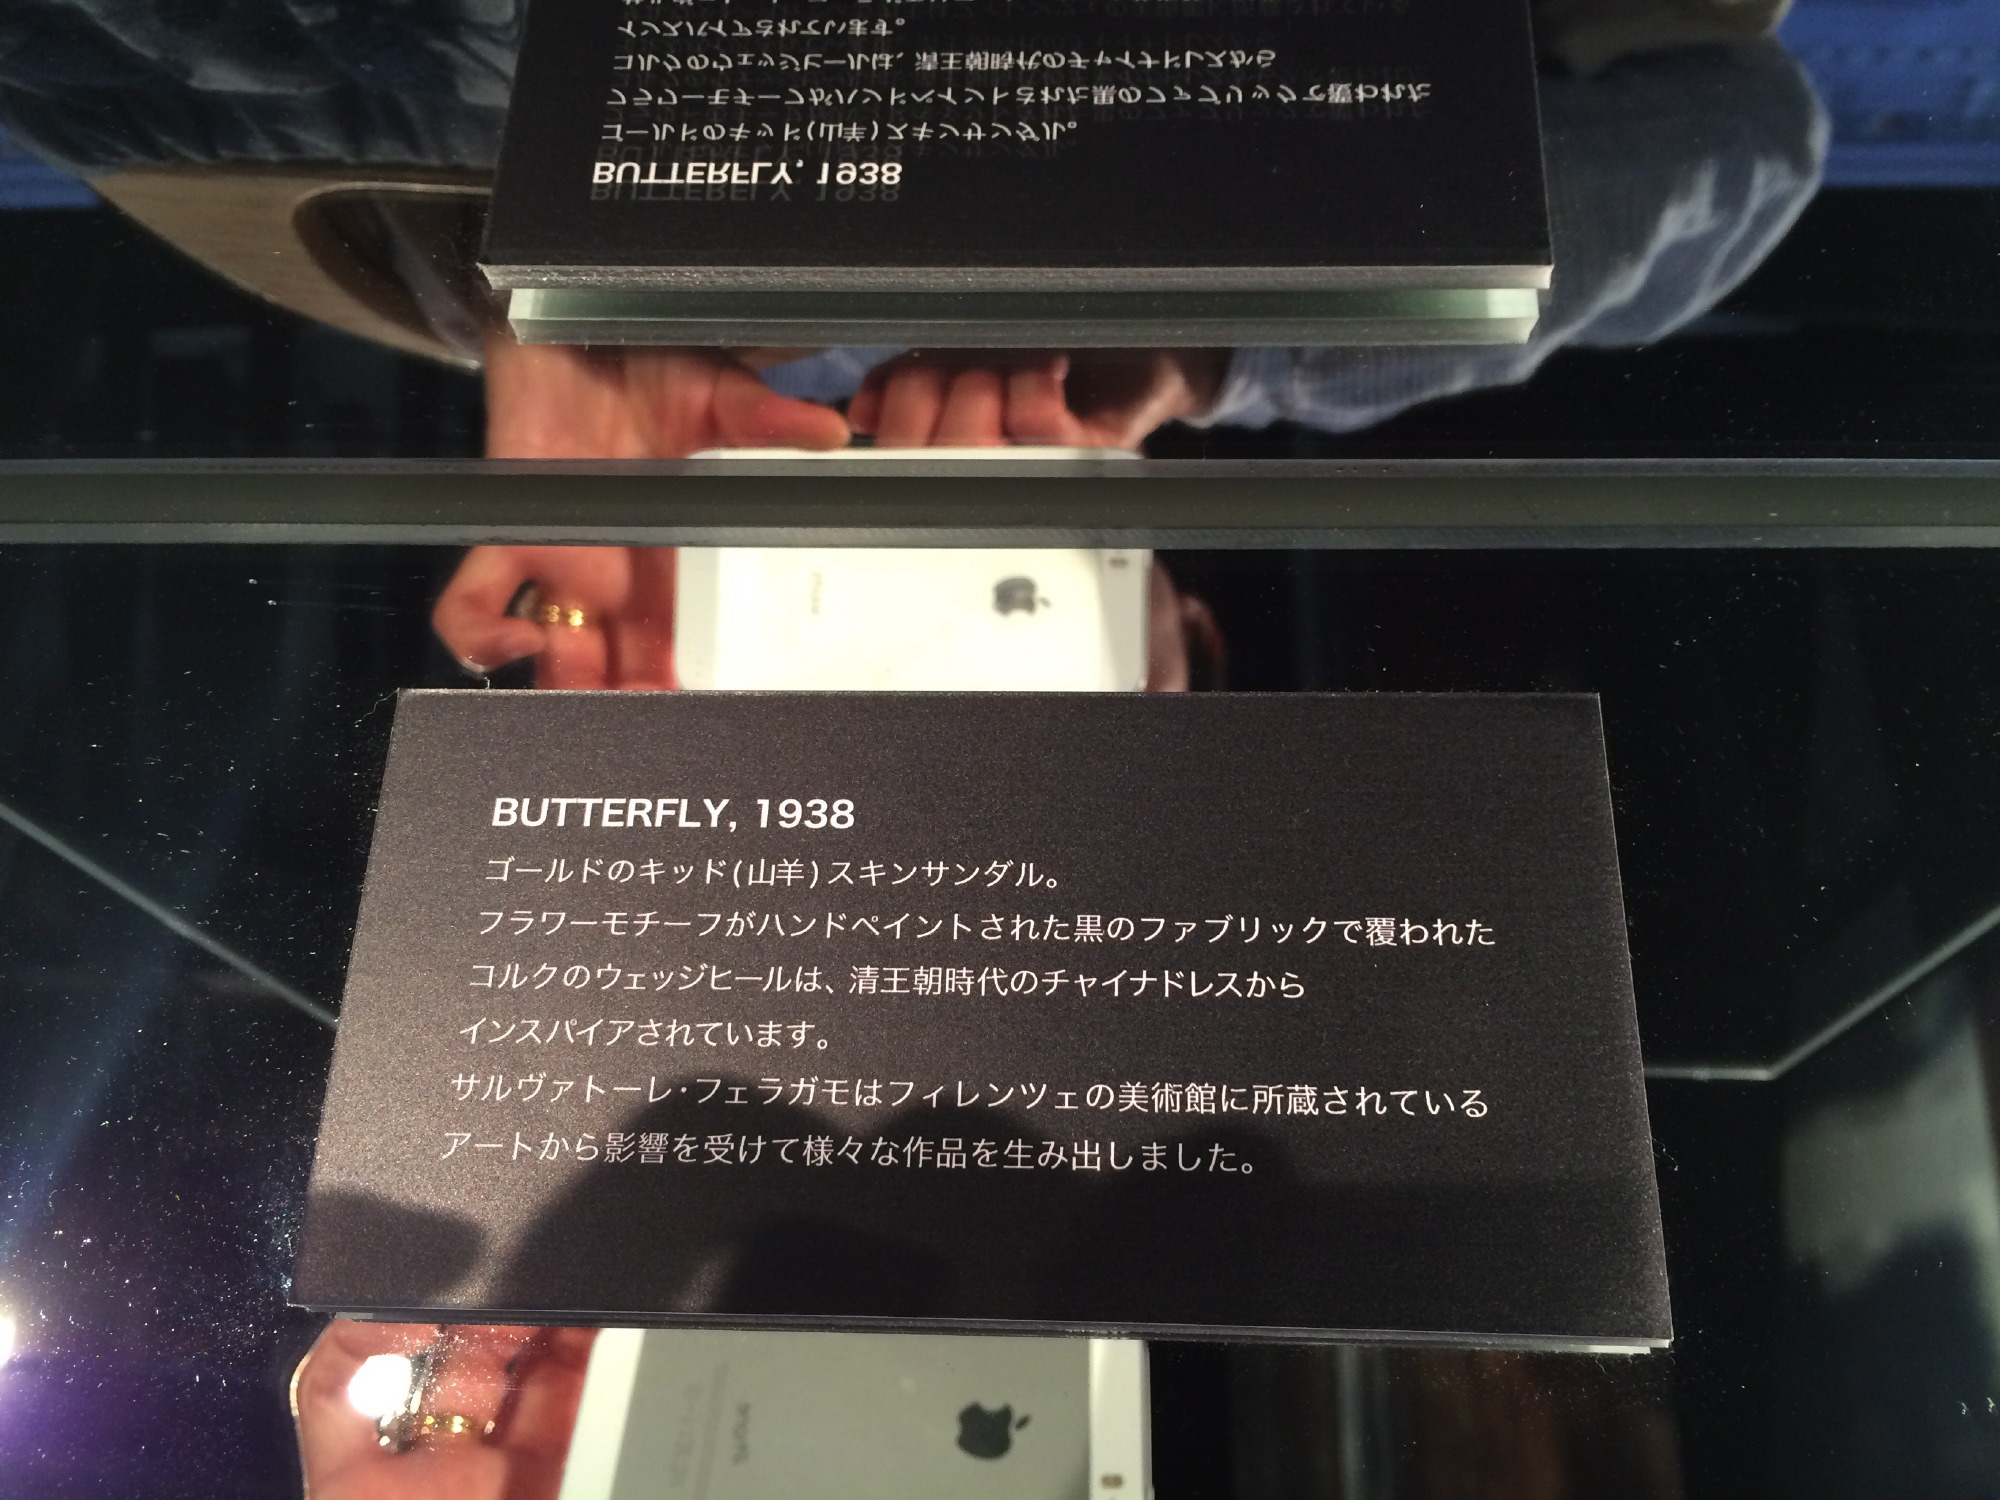 BUTTERFLY, 1938
ゴールドのキッド(山羊)スキンサンダル。
フラワーモチーフがハンドペイントされた黒のファブリックで覆われた
コルクのウェッジヒールは、清王朝時代のチャイナドレスから
インスパイアされています。
サルヴァトーレ・フェラガモはフィレンツェの美術館に所蔵されている
アートから影響を受けて様々な作品を生み出しました。